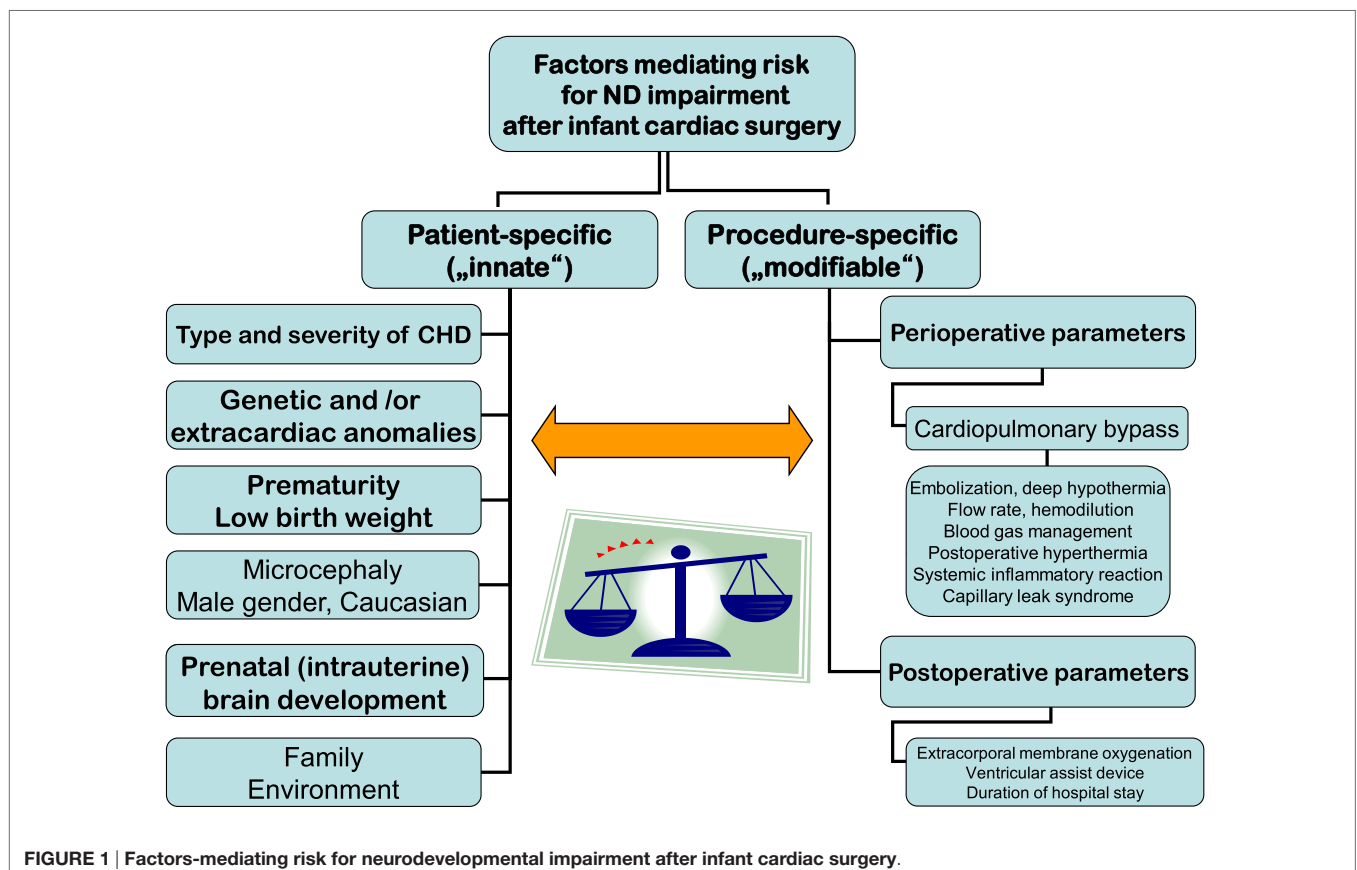 Factors mediating risk
for ND impairment
after infant cardiac surgery
Patient-specific
(„innate“)
Procedure-specific
(„modifiable“)
Type and severity of CHD
Genetic and /or
extracardiac anomalies
Prematurity
Low birth weight
Microcephaly
Male gender, Caucasian
Prenatal (intrauterine)
brain development
Family
Environment
Perioperative parameters
Cardiopulmonary bypass
Embolization, deep hypothermia
Flow rate, hemodilution
Blood gas management
Postoperative hyperthermia
Systemic inflammatory reaction
Capillary leak syndrome
Postoperative parameters
Extracorporal membrane oxygenation
Ventricular assist device
Duration of hospital stay
FIGURE 1 | Factors-mediating risk for neurodevelopmental impairment after infant cardiac surgery.